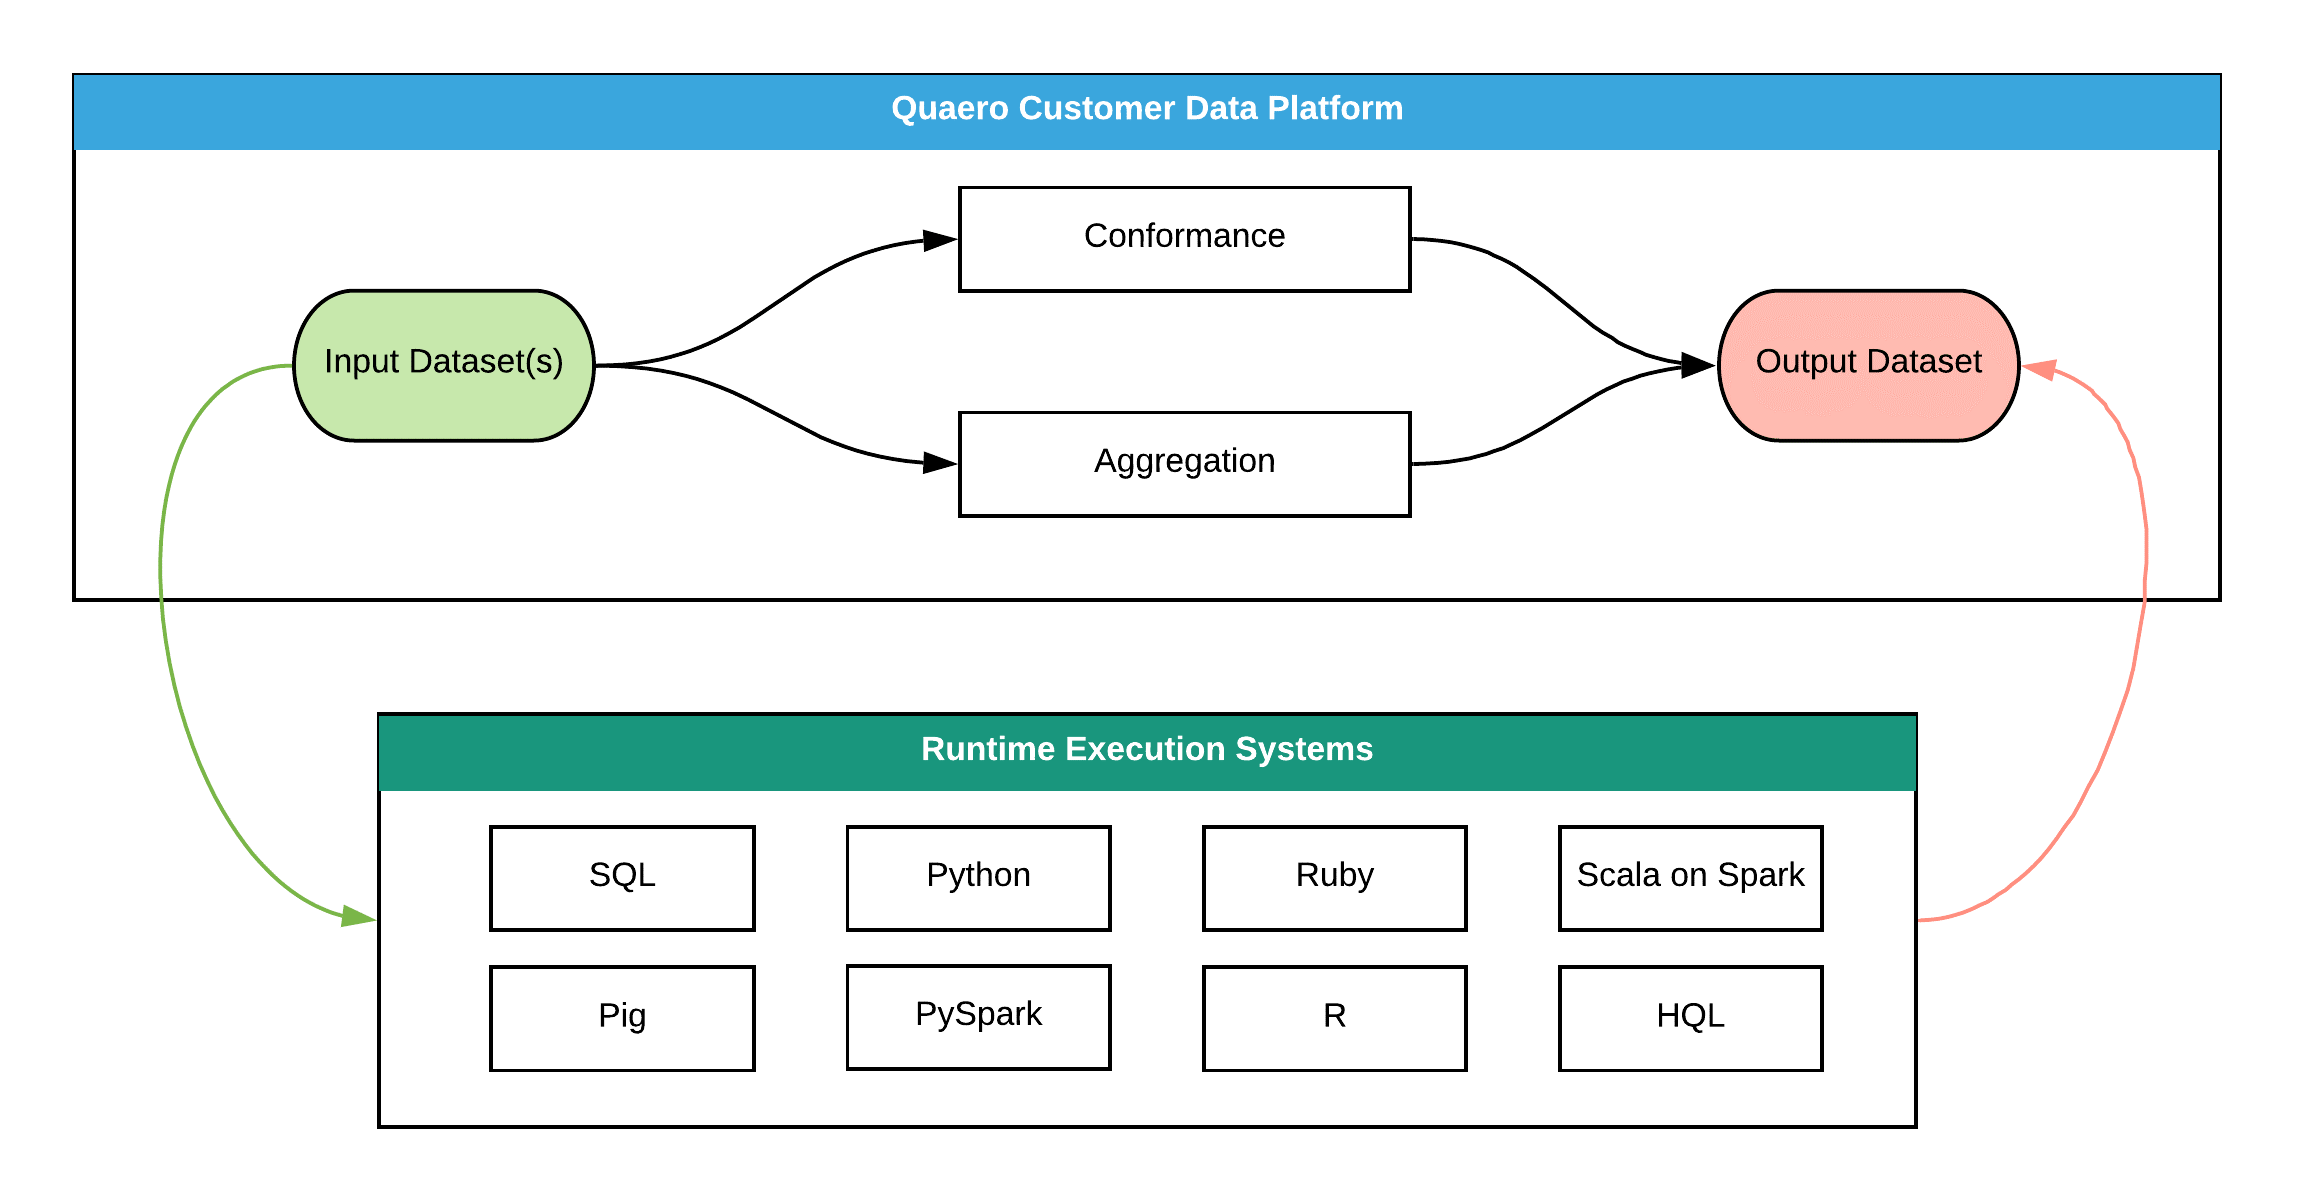 Quaero Customer Data Platform
Conformance
Input Dataset(s)
Output Dataset
Aggregation
Runtime Execution Systems
SQL
Python
Ruby
Scala on Spark
Pig
PySpark
R
HQL